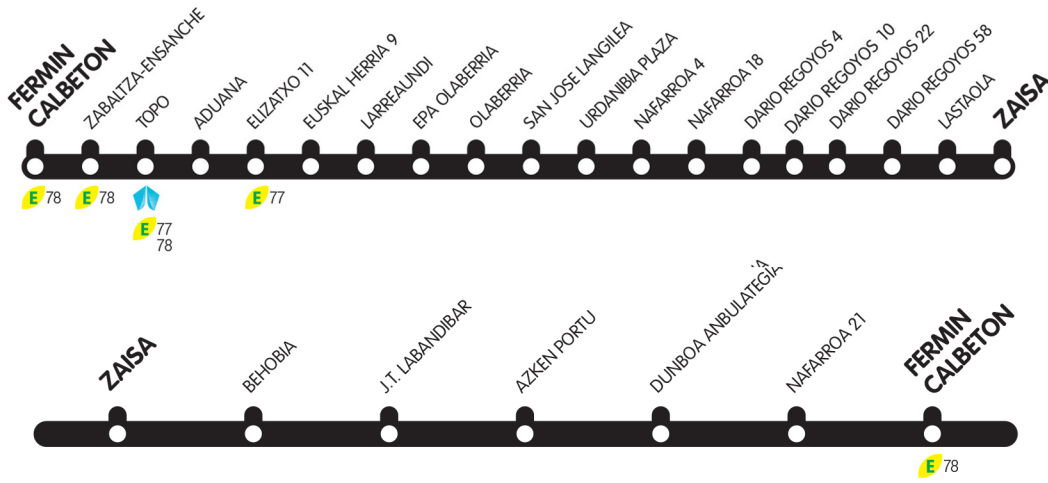 FERMIN
CALBETON
ZABALTZA-ENSANCHE
TOPO
ADUANA
ELIZATXO 11
EUSKAL HERRIA 9
LARREAUNDI
EPA OLABERRIA
OLABERRIA
SAN JOSE LANGILEA
URDANIBIA PLAZA
NAFARROA 4
NAFARROA 18
DARIO REGOYOS 4
DARIO REGOYOS 10
DARIO REGOYOS 22
DARIO REGOYOS 58
LASTAOLA
ZAISA
E 78
E 78
E 77
78
E 77
ZAISA
BEHOBIA
J.T. LABANDIBAR
AZKEN PORTU
DUNBOA ANBULATEGIA
NAFARROA 21
FERMIN
CALBETON
E 78